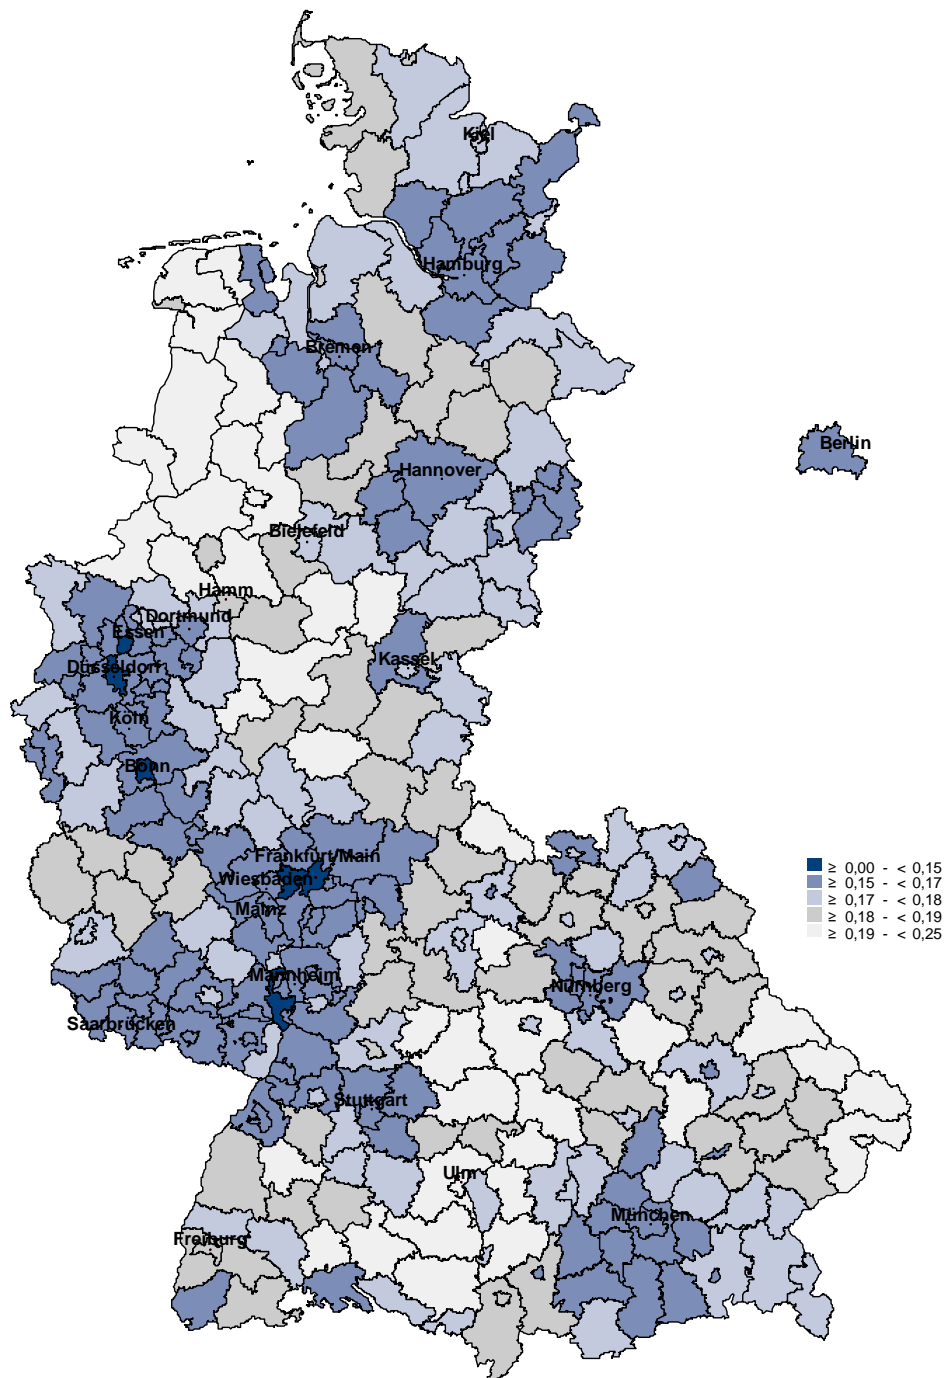 Kiel
Hamburg
Bremen
Berlin
Hannover
Bielefeld
Hamm
Dortmund
Essen
Düsseldorf
Kassel
Köln
Bonn
Frankfurt/Main
Wiesbaden
Mainz
≥ 0,00 - < 0,15
≥ 0,15 - < 0,17
≥ 0,17 - < 0,18
≥ 0,18 - < 0,19
≥ 0,19 - < 0,25
Mannheim
Nürnberg
Saarbrücken
Stuttgart
Ulm
München
Freiburg